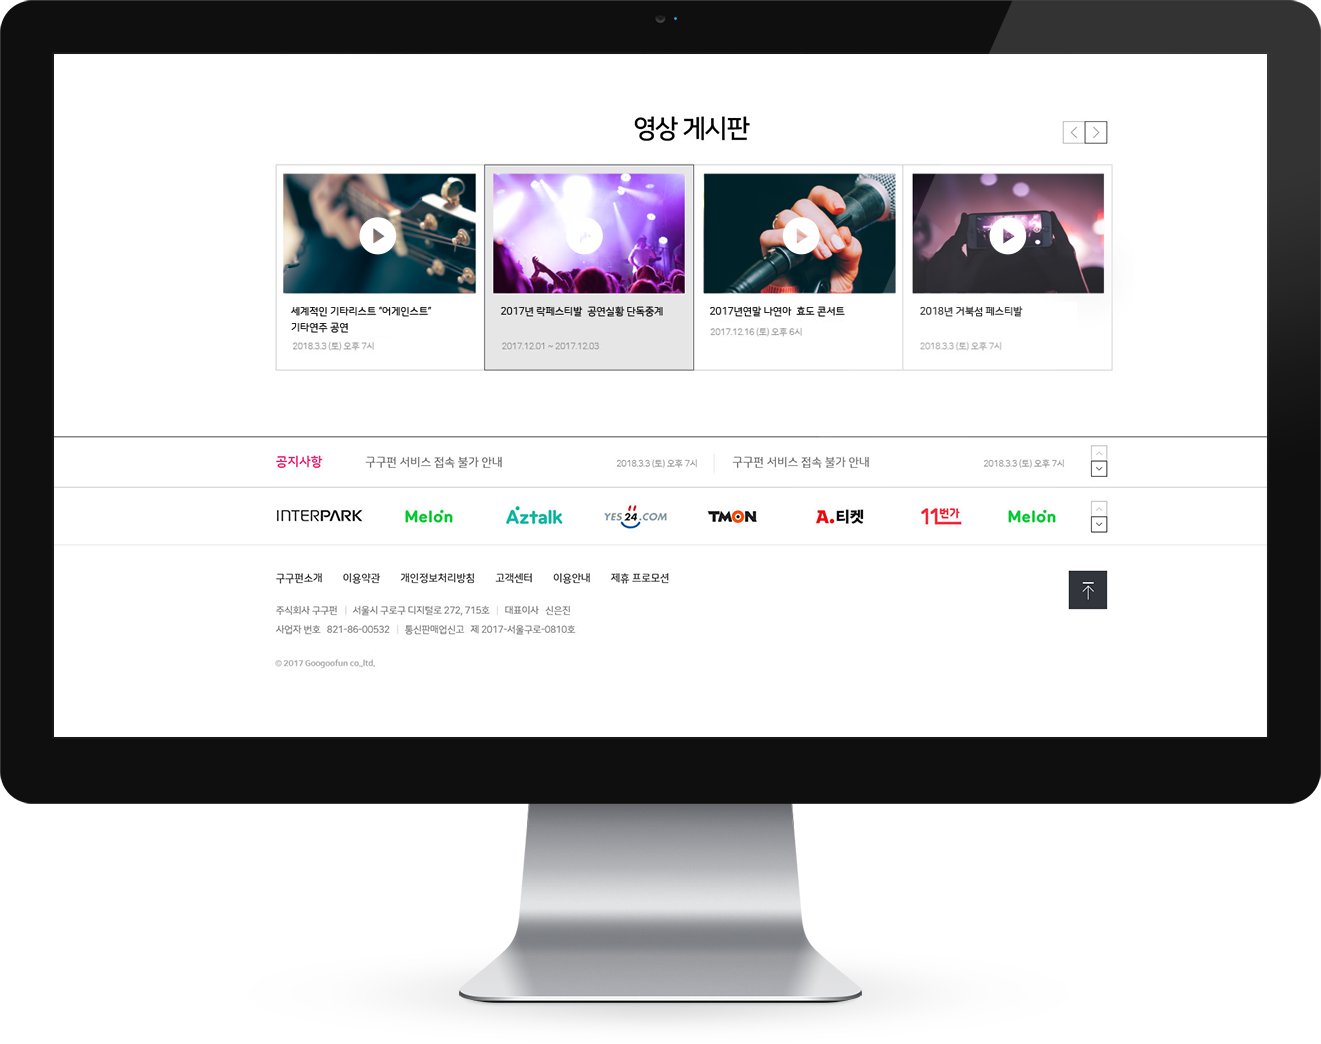 영상 게시판
세계적인 기타리스트 “어게인스트”
기타연주 공연
2018.3.3 (토) 오후 7시
2017년 락페스티발 공연실황 단독중계
2017.12.01 ~ 2017.12.03
2017년연말 나연아 효도 콘서트
2017.12.16 (토) 오후 6시
2018년 거북섬 페스티발
2018.3.3 (토) 오후 7시
공지사항 구구펀 서비스 접속 불가 안내 2018.3.3 (토) 오후 7시 구구펀 서비스 접속 불가 안내 2018.3.3 (토) 오후 7시
INTERPARK Melon Aztalk YES24.COM TMON A.티켓 11번가 Melon
구구펀소개 이용약관 개인정보처리방침 고객센터 이용안내 제휴 프로모션
주식회사 구구펀 | 서울시 구로구 디지털로 272, 715호 | 대표이사 신은진
사업자 번호 821-86-00532 | 통신판매업신고 제 2017-서울구로-0810호
© 2017 Googoofun co.,ltd.